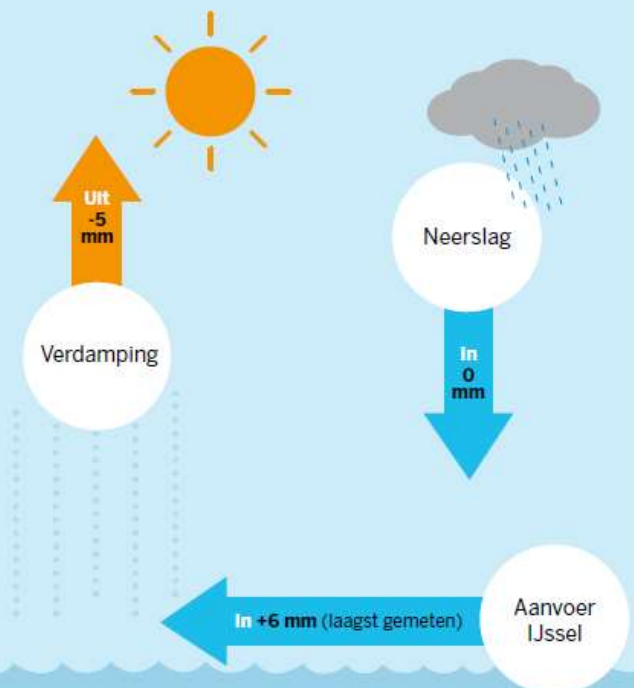 Uit
-5
mm
Verdamping
Neerslag
In
0
mm
In +6 mm (laagst gemeten)
Aanvoer
IJssel